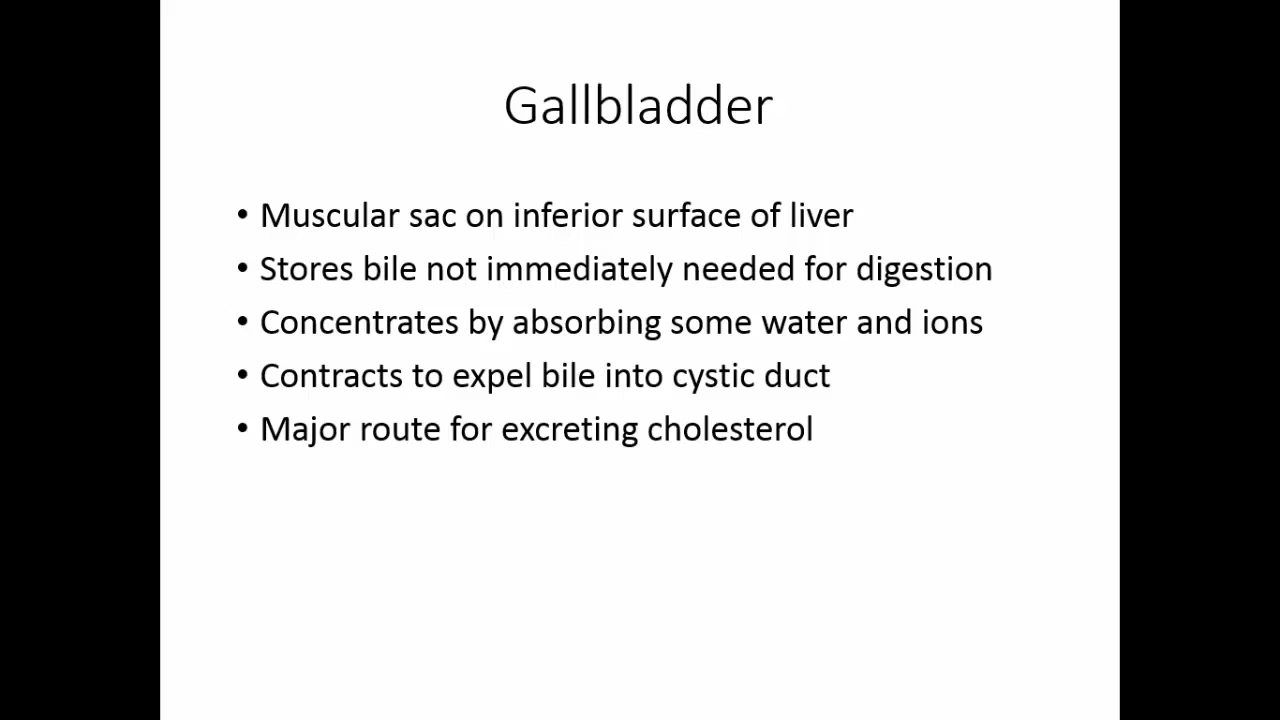 Gallbladder
• Muscular sac on inferior surface of liver
• Stores bile not immediately needed for digestion
• Concentrates by absorbing some water and ions
• Contracts to expel bile into cystic duct
• Major route for excreting cholesterol